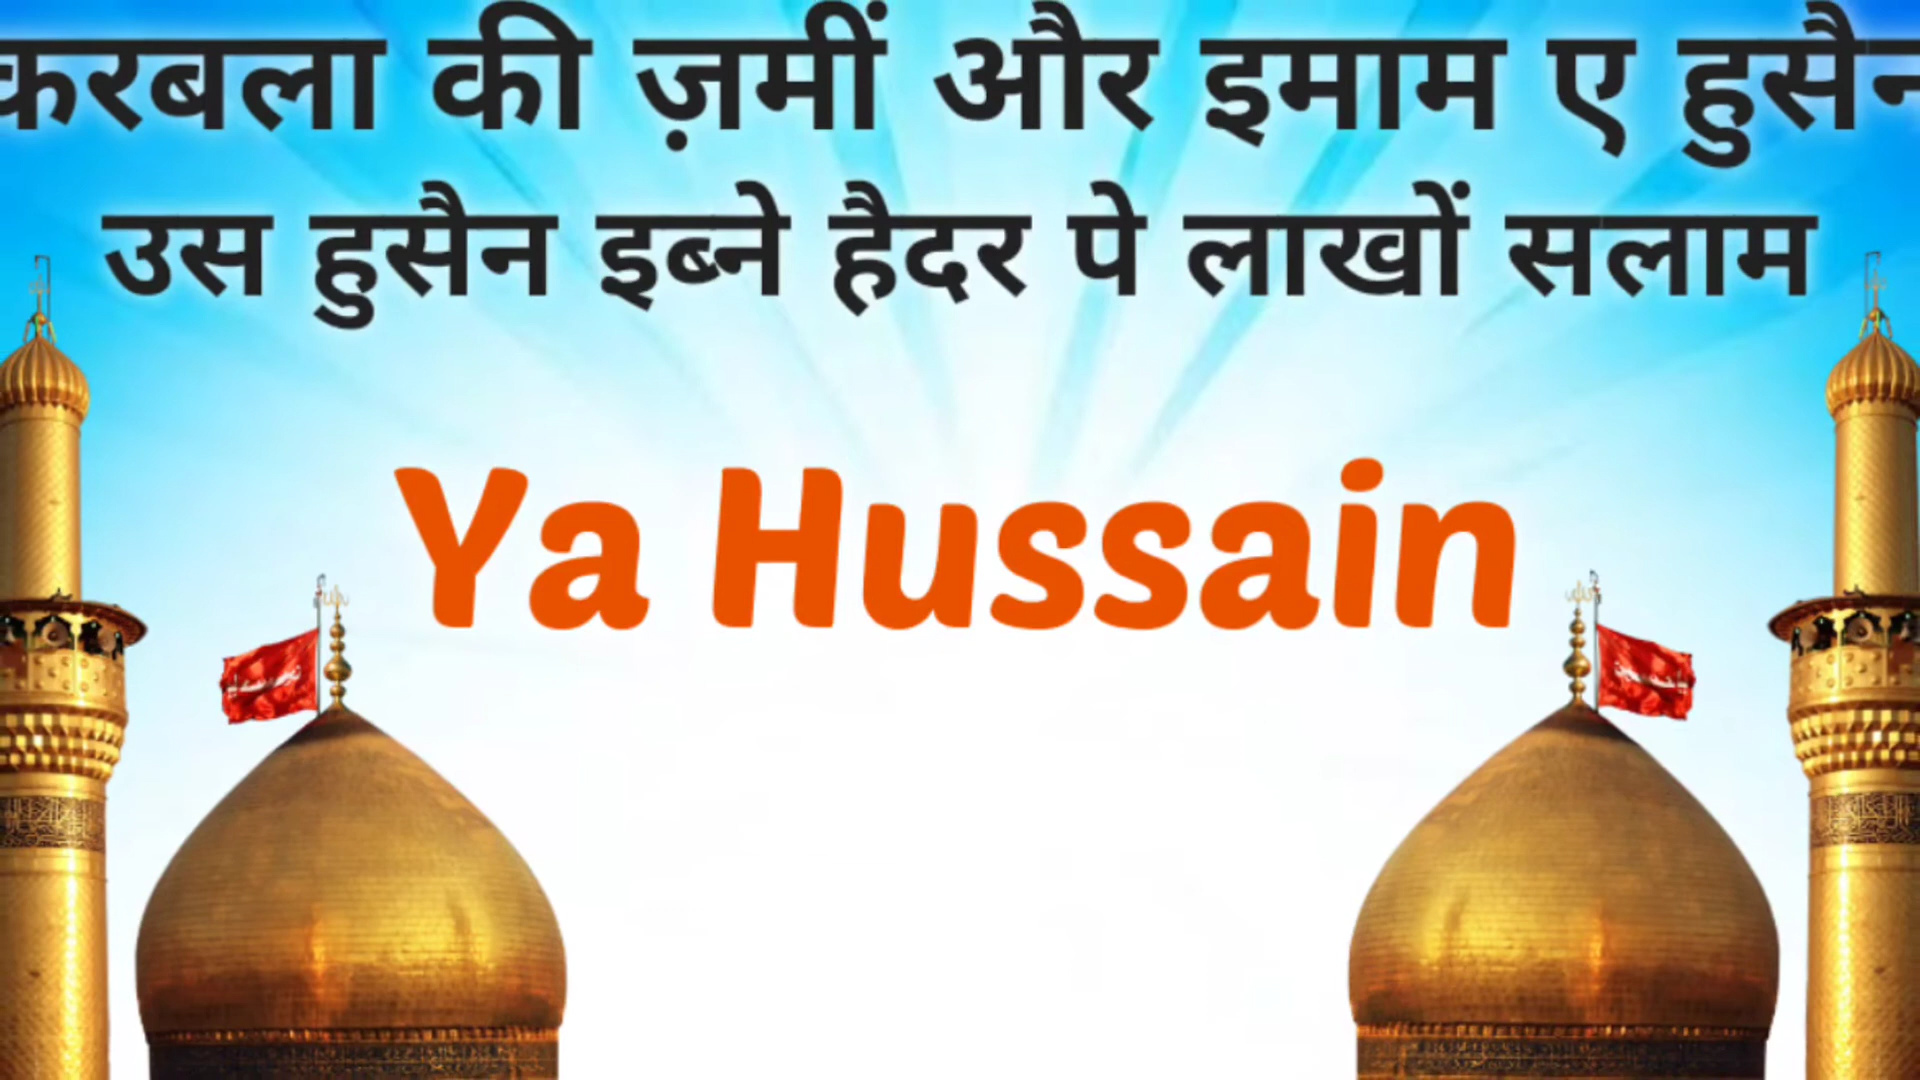 करबला की ज़मीं और इमाम ए हुसैन
उस हुसैन इब्ने हैदर पे लाखों सलाम
Ya Hussain